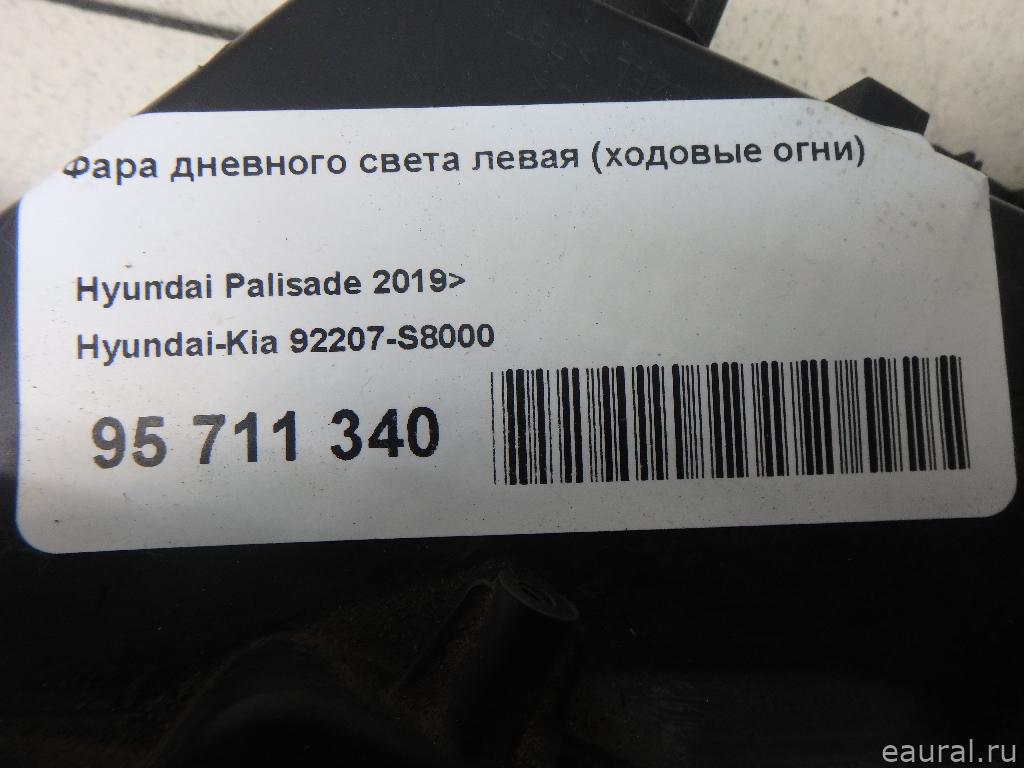 Фара дневного света левая (ходовые огни)
Hyundai Palisade 2019>
Hyundai-Kia 92207-S8000
95 711 340
eaural.ru